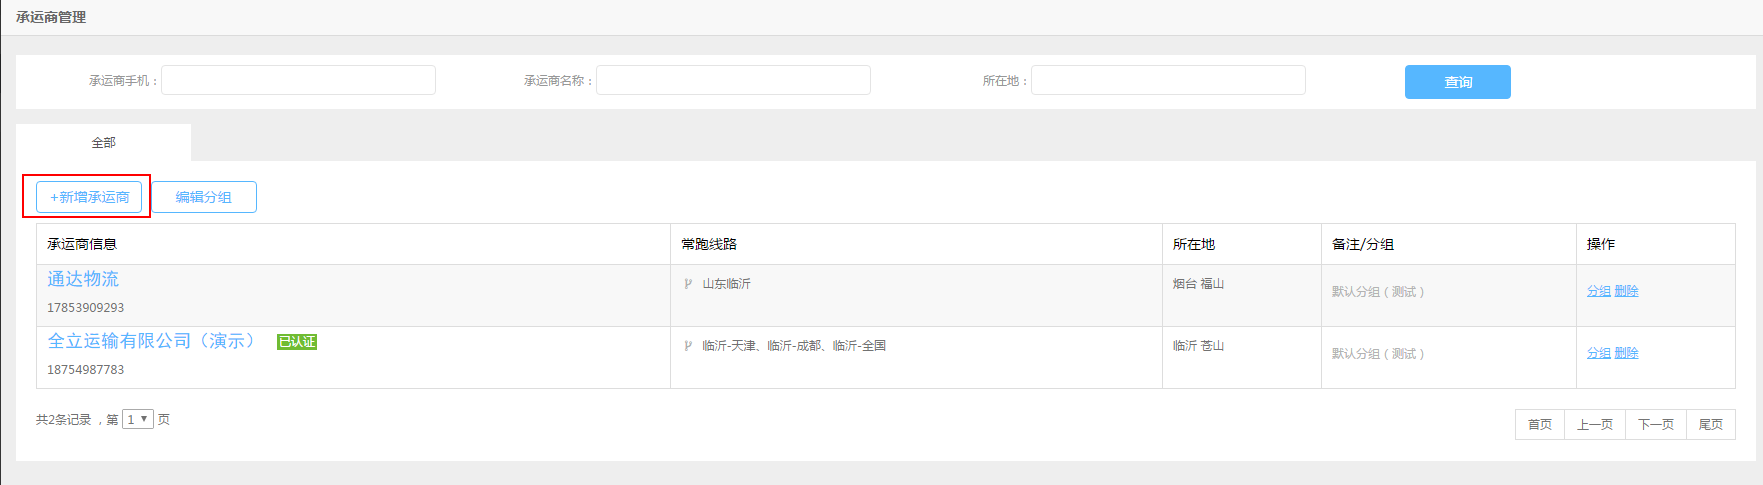 承运商管理
承运商手机： 承运商名称： 所在地： 查询
全部
+新增承运商 编辑分组
承运商信息 常跑线路 所在地 备注/分组 操作
通达物流 山东临沂 烟台 福山 默认分组（测试） 分组 删除
17853909293
全立运输有限公司（演示） 已认证 临沂-天津、临沂-成都、临沂-全国 临沂 苍山 默认分组（测试） 分组 删除
18754987783
共2条记录 ，第 1 页 首页 上一页 下一页 尾页